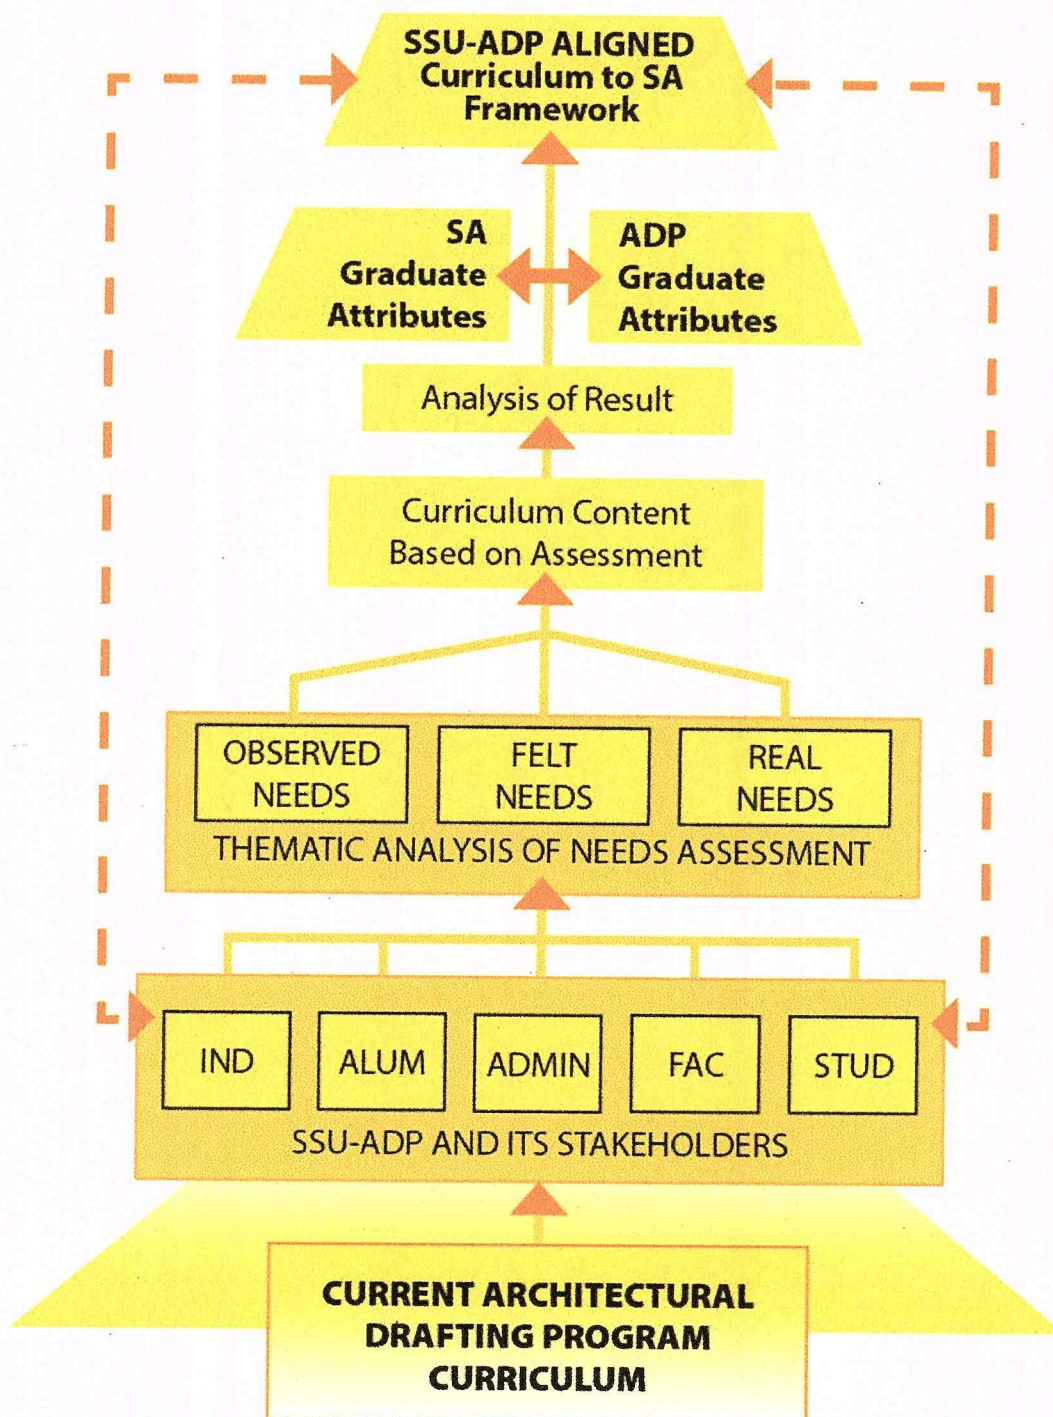 SSU-ADP ALIGNED
Curriculum to SA
Framework
SA
Graduate
Attributes
ADP
Graduate
Attributes
Analysis of Result
Curriculum Content
Based on Assessment
OBSERVED
NEEDS
FELT
NEEDS
REAL
NEEDS
THEMATIC ANALYSIS OF NEEDS ASSESSMENT
IND
ALUM
ADMIN
FAC
STUD
SSU-ADP AND ITS STAKEHOLDERS
CURRENT ARCHITECTURAL
DRAFTING PROGRAM
CURRICULUM